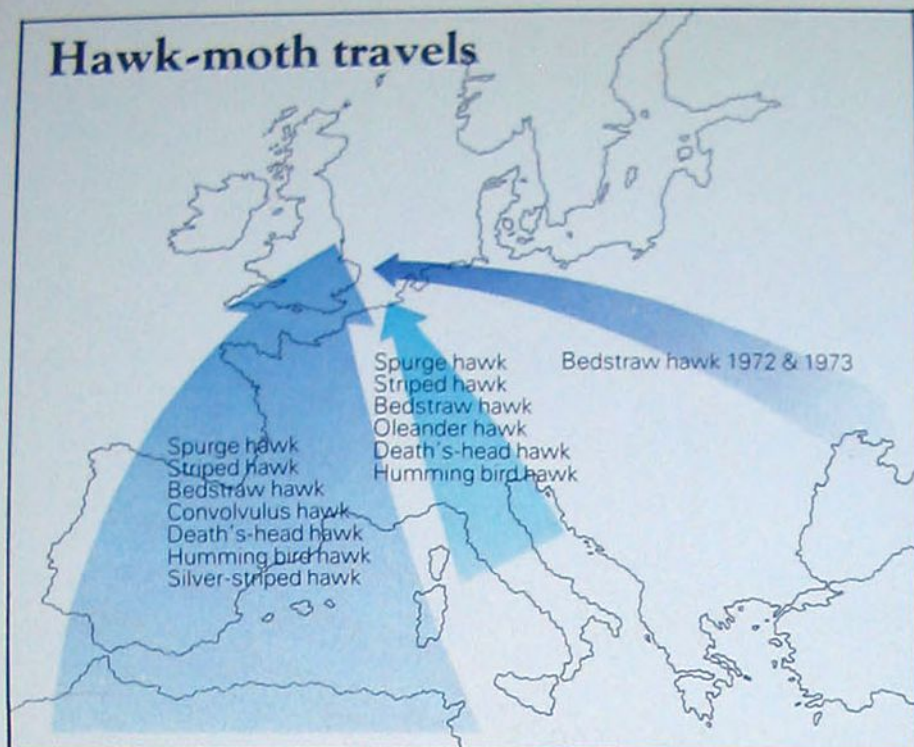 Hawk-moth travels
Spurge hawk
Striped hawk
Bedstraw hawk
Oleander hawk
Death's-head hawk
Humming bird hawk
Bedstraw hawk 1972 & 1973
Spurge hawk
Striped hawk
Bedstraw hawk
Convolvulus hawk
Death's-head hawk
Humming bird hawk
Silver-striped hawk